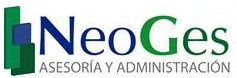 NeoGes
ASESORÍA Y ADMINISTRACIÓN